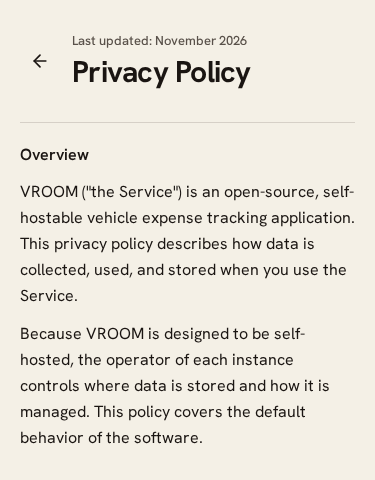 Last updated: November 2026
Privacy Policy
Overview
VROOM ("the Service") is an open-source, self-
hostable vehicle expense tracking application.
This privacy policy describes how data is
collected, used, and stored when you use the
Service.
Because VROOM is designed to be self-
hosted, the operator of each instance
controls where data is stored and how it is
managed. This policy covers the default
behavior of the software.